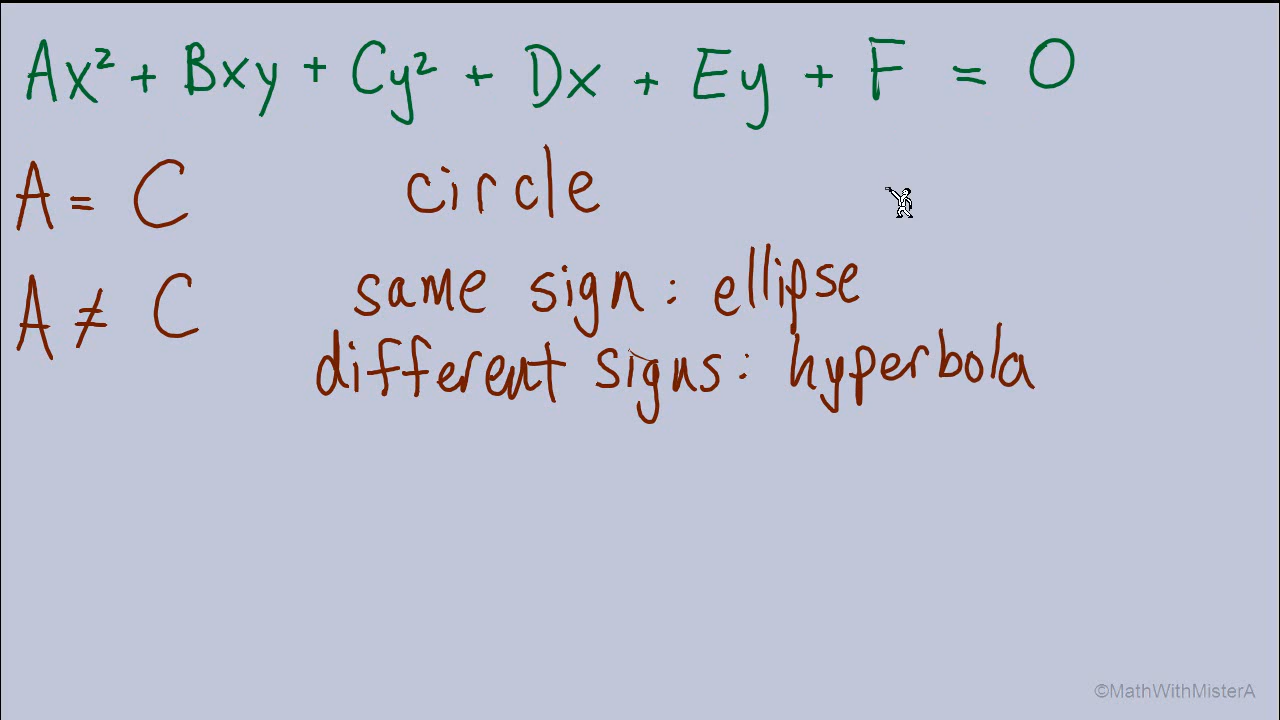 Ax² + Bxy + Cy² + Dx + Ey + F = 0
A = C circle
A ≠ C same sign: ellipse
different signs: hyperbola
©MathWithMisterA